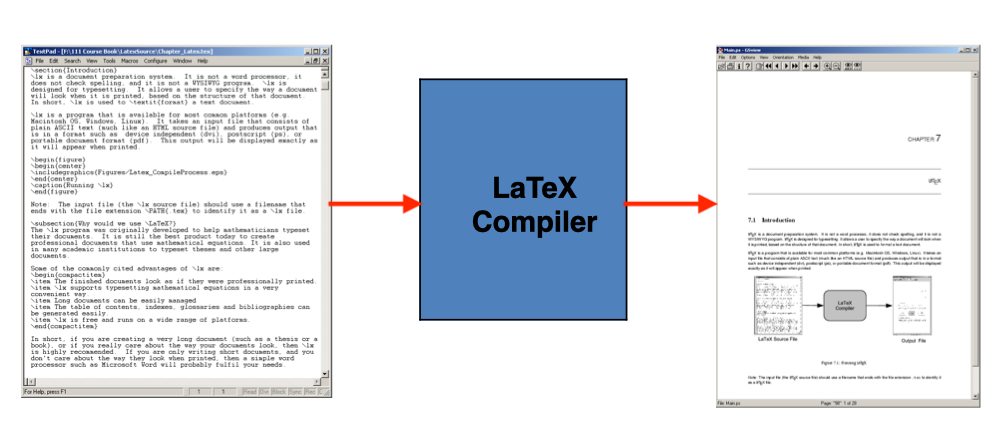 TextPad - [F:\111 Course Book\LatexSource\Chapter_Latex.tex]
File Edit Search View Tools Macros Configure Window Help
\section{Introduction}
\lx is a document preparation system. It is not a word processor, it
does not check spelling, and it is not a WYSIWYG program. \lx is
designed for typesetting. It allows a user to specify the way a document
will look when it is printed, based on the structure of that document.
In short, \lx is used to \textit{format} a text document.
\lx is a program that is available for most common platforms (e.g.
Macintosh OS, Windows, Linux). It takes an input file that consists of
plain ASCII text (much like an HTML source file) and produces output that
is in a format such as device independent (dvi), postscript (ps), or
portable document format (pdf). This output will be displayed exactly as
it will appear when printed.
\begin{figure}
\begin{center}
\includegraphics{Figures/Latex_CompileProcess.eps}
\end{center}
\caption{Running \lx}
\end{figure}
Note: The input file (the \lx source file) should use a filename that
ends with the file extension \PATH{.tex} to identify it as a \lx file.
\subsection{Why would we use \LaTeX?}
The \lx program was originally developed to help mathematicians typeset
their documents. It is still the best product today to create
professional documents that use mathematical equations. It is also used
in many academic institutions to typeset theses and other large
documents.
Some of the commonly cited advantages of \lx are:
\begin{compactitem}
\item The finished documents look as if they were professionally printed.
\item \lx supports typesetting mathematical equations in a very
convenient way.
\item Long documents can be easily managed
\item The table of contents, indexes, glossaries and bibliographies can
be generated easily.
\item \lx is free and runs on a wide range of platforms.
\end{compactitem}
In short, if you are creating a very long document (such as a thesis or a
book), or if you really care about the way your document looks, then \lx
is highly recommended. If you are only writing short documents, and you
don't care about the way they look when printed, then a simple word
processor such as Microsoft Word will probably fulfil your needs.
For Help, press F1 1 1 Read Ovr Block Sync Rec
LaTeX
Compiler
Main.ps - GSview
File Edit Options View Orientation Media Help
CHAPTER 7
LATEX
7.1 Introduction
LATEX is a document preparation system. It is not a word processor, it does not check spelling, and it is not a
WYSIWYG program. LATEX is designed for typesetting. It allows a user to specify the way a document will look when
it is printed, based on the structure of that document. In short, LATEX is used to format a text document.
LATEX is a program that is available for most common platforms (e.g. Macintosh OS, Windows, Linux). It takes an
input file that consists of plain ASCII text (much like an HTML source file) and produces output that is in a format
such as device independent (dvi), postscript (ps), or portable document format (pdf). This output will be displayed
exactly as it will appear when printed.
LaTeX
Compiler
LaTeX Source File
Output File
Figure 7.1: Running LATEX
Note: The input file (the LATEX source file) should use a filename that ends with the file extension .tex to identify it
as a LATEX file.
File: Main.ps Page: "98" 1 of 28